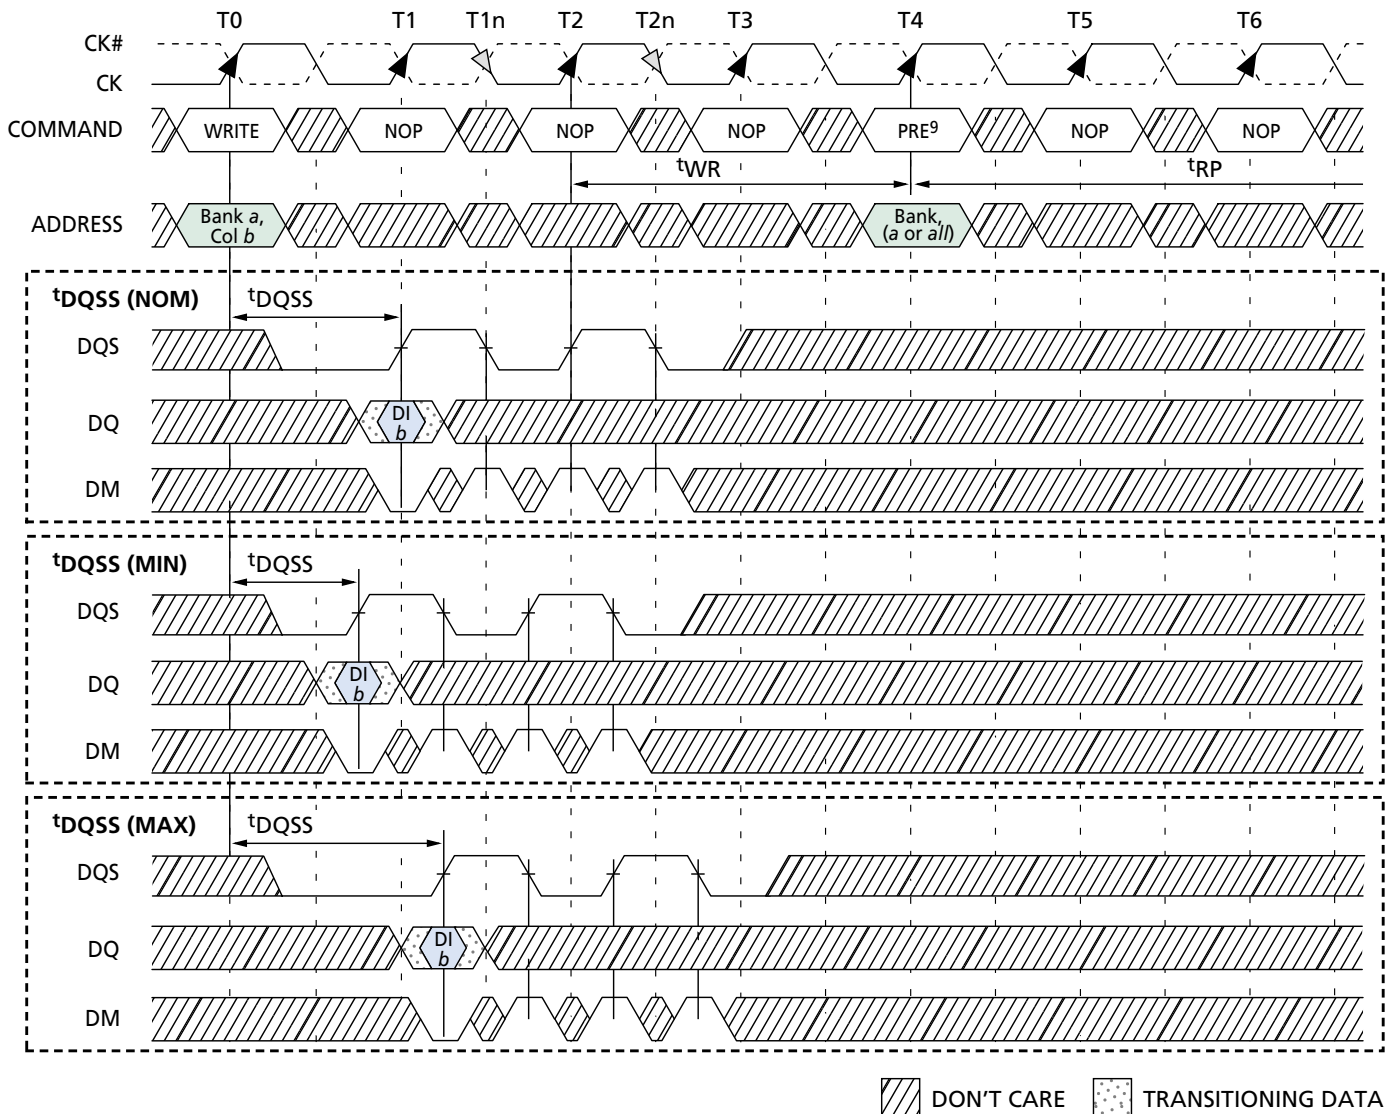 T0 T1 T1n T2 T2n T3 T4 T5 T6
CK#
CK
COMMAND WRITE NOP NOP NOP PRE9 NOP NOP
tWR tRP
ADDRESS Bank a, Col b Bank, (a or all)
tDQSS (NOM) tDQSS
DQS
DQ DI b
DM
tDQSS (MIN) tDQSS
DQS
DQ DI b
DM
tDQSS (MAX) tDQSS
DQS
DQ DI b
DM
DON'T CARE TRANSITIONING DATA